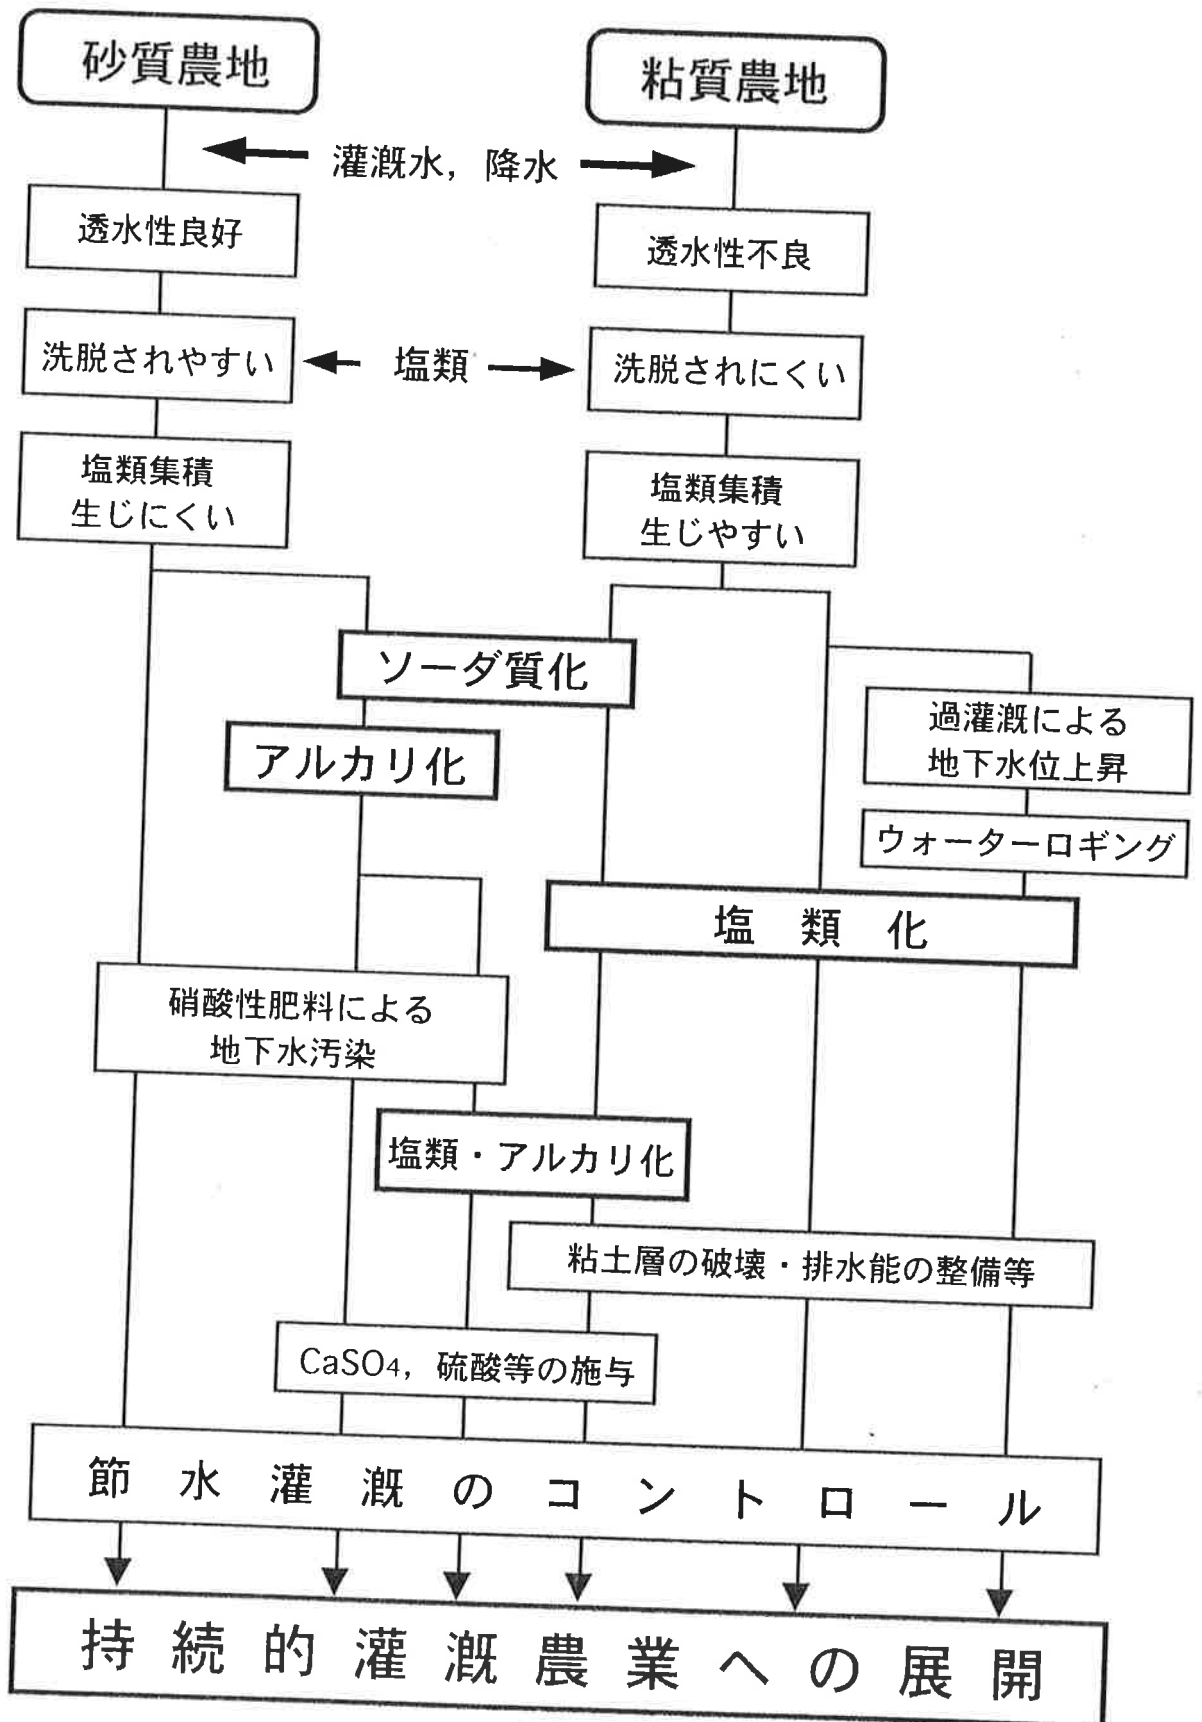 砂質農地
粘質農地
灌漑水，降水
透水性良好
透水性不良
洗脱されやすい
塩類
洗脱されにくい
塩類集積
生じにくい
塩類集積
生じやすい
ソーダ質化
アルカリ化
過灌漑による
地下水位上昇
ウォーターロギング
塩類化
硝酸性肥料による
地下水汚染
塩類・アルカリ化
粘土層の破壊・排水能の整備等
CaSO4，硫酸等の施与
節水灌漑のコントロール
持続的灌漑農業への展開